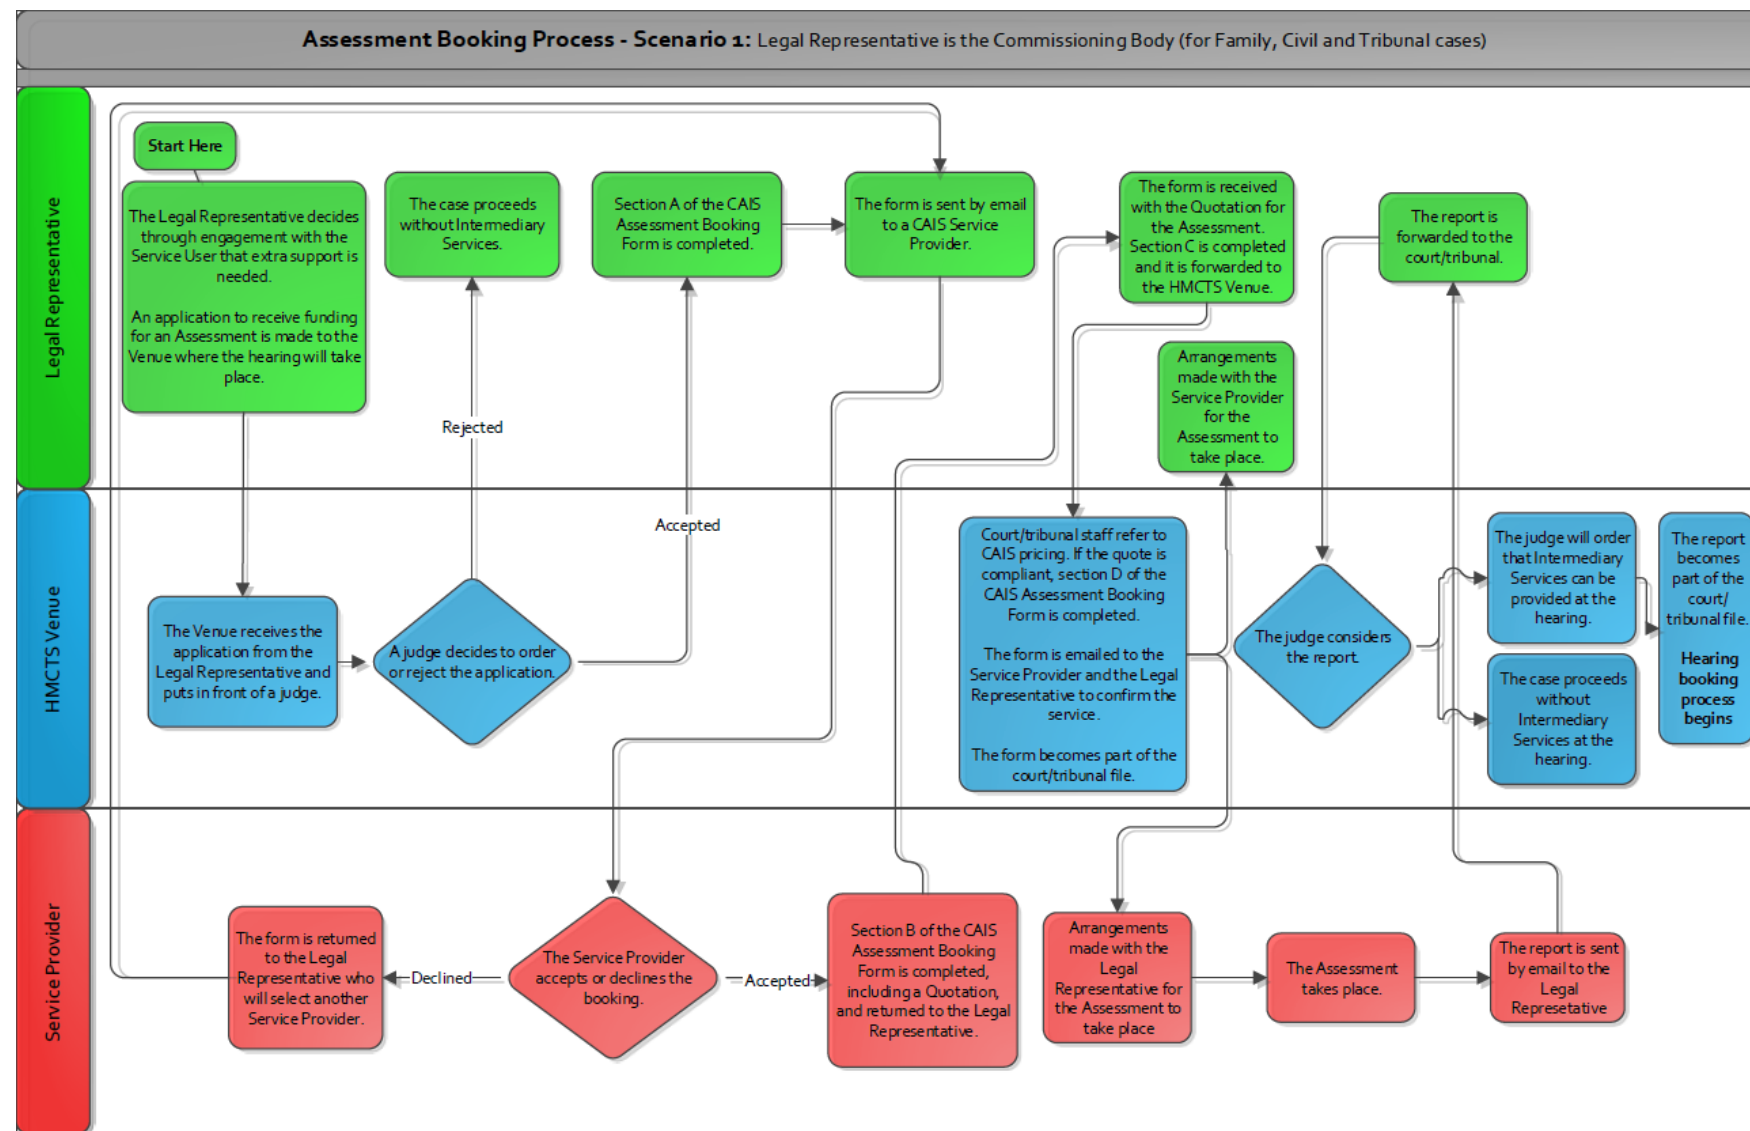 Assessment Booking Process - Scenario 1: Legal Representative is the Commissioning Body (for Family, Civil and Tribunal cases)
Legal Representative
Start Here
The Legal Representative decides
through engagement with the
Service User that extra support is
needed.
An application to receive funding
for an Assessment is made to the
Venue where the hearing will take
place.
The case proceeds
without Intermediary
Services.
Section A of the CAIS
Assessment Booking
Form is completed.
The form is sent by email
to a CAIS Service
Provider.
The form is received
with the Quotation for
the Assessment.
Section C is completed
and it is forwarded to
the HMCTS Venue.
Arrangements
made with the
Service Provider
for the
Assessment to
take place.
The report is
forwarded to the
court/tribunal.
Rejected
Accepted
HMCTS Venue
The Venue receives the
application from the
Legal Representative and
puts in front of a judge.
A judge decides to order
or reject the application.
Court/tribunal staff refer to
CAIS pricing. If the quote is
compliant, section D of the
CAIS Assessment Booking
Form is completed.
The form is emailed to the
Service Provider and the Legal
Representative to confirm the
service.
The form becomes part of the
court/tribunal file.
The judge considers
the report.
The judge will order
that Intermediary
Services can be
provided at the
hearing.
The case proceeds
without
Intermediary
Services at the
hearing.
The report
becomes
part of the
court/
tribunal file.
Hearing
booking
process
begins
Service Provider
The form is returned
to the Legal
Representative who
will select another
Service Provider.
Declined
The Service Provider
accepts or declines the
booking.
Accepted
Section B of the CAIS
Assessment Booking
Form is completed,
including a Quotation,
and returned to the Legal
Representative.
Arrangements
made with the
Legal
Representative for
the Assessment to
take place
The Assessment
takes place.
The report is sent
by email to the
Legal
Represetative